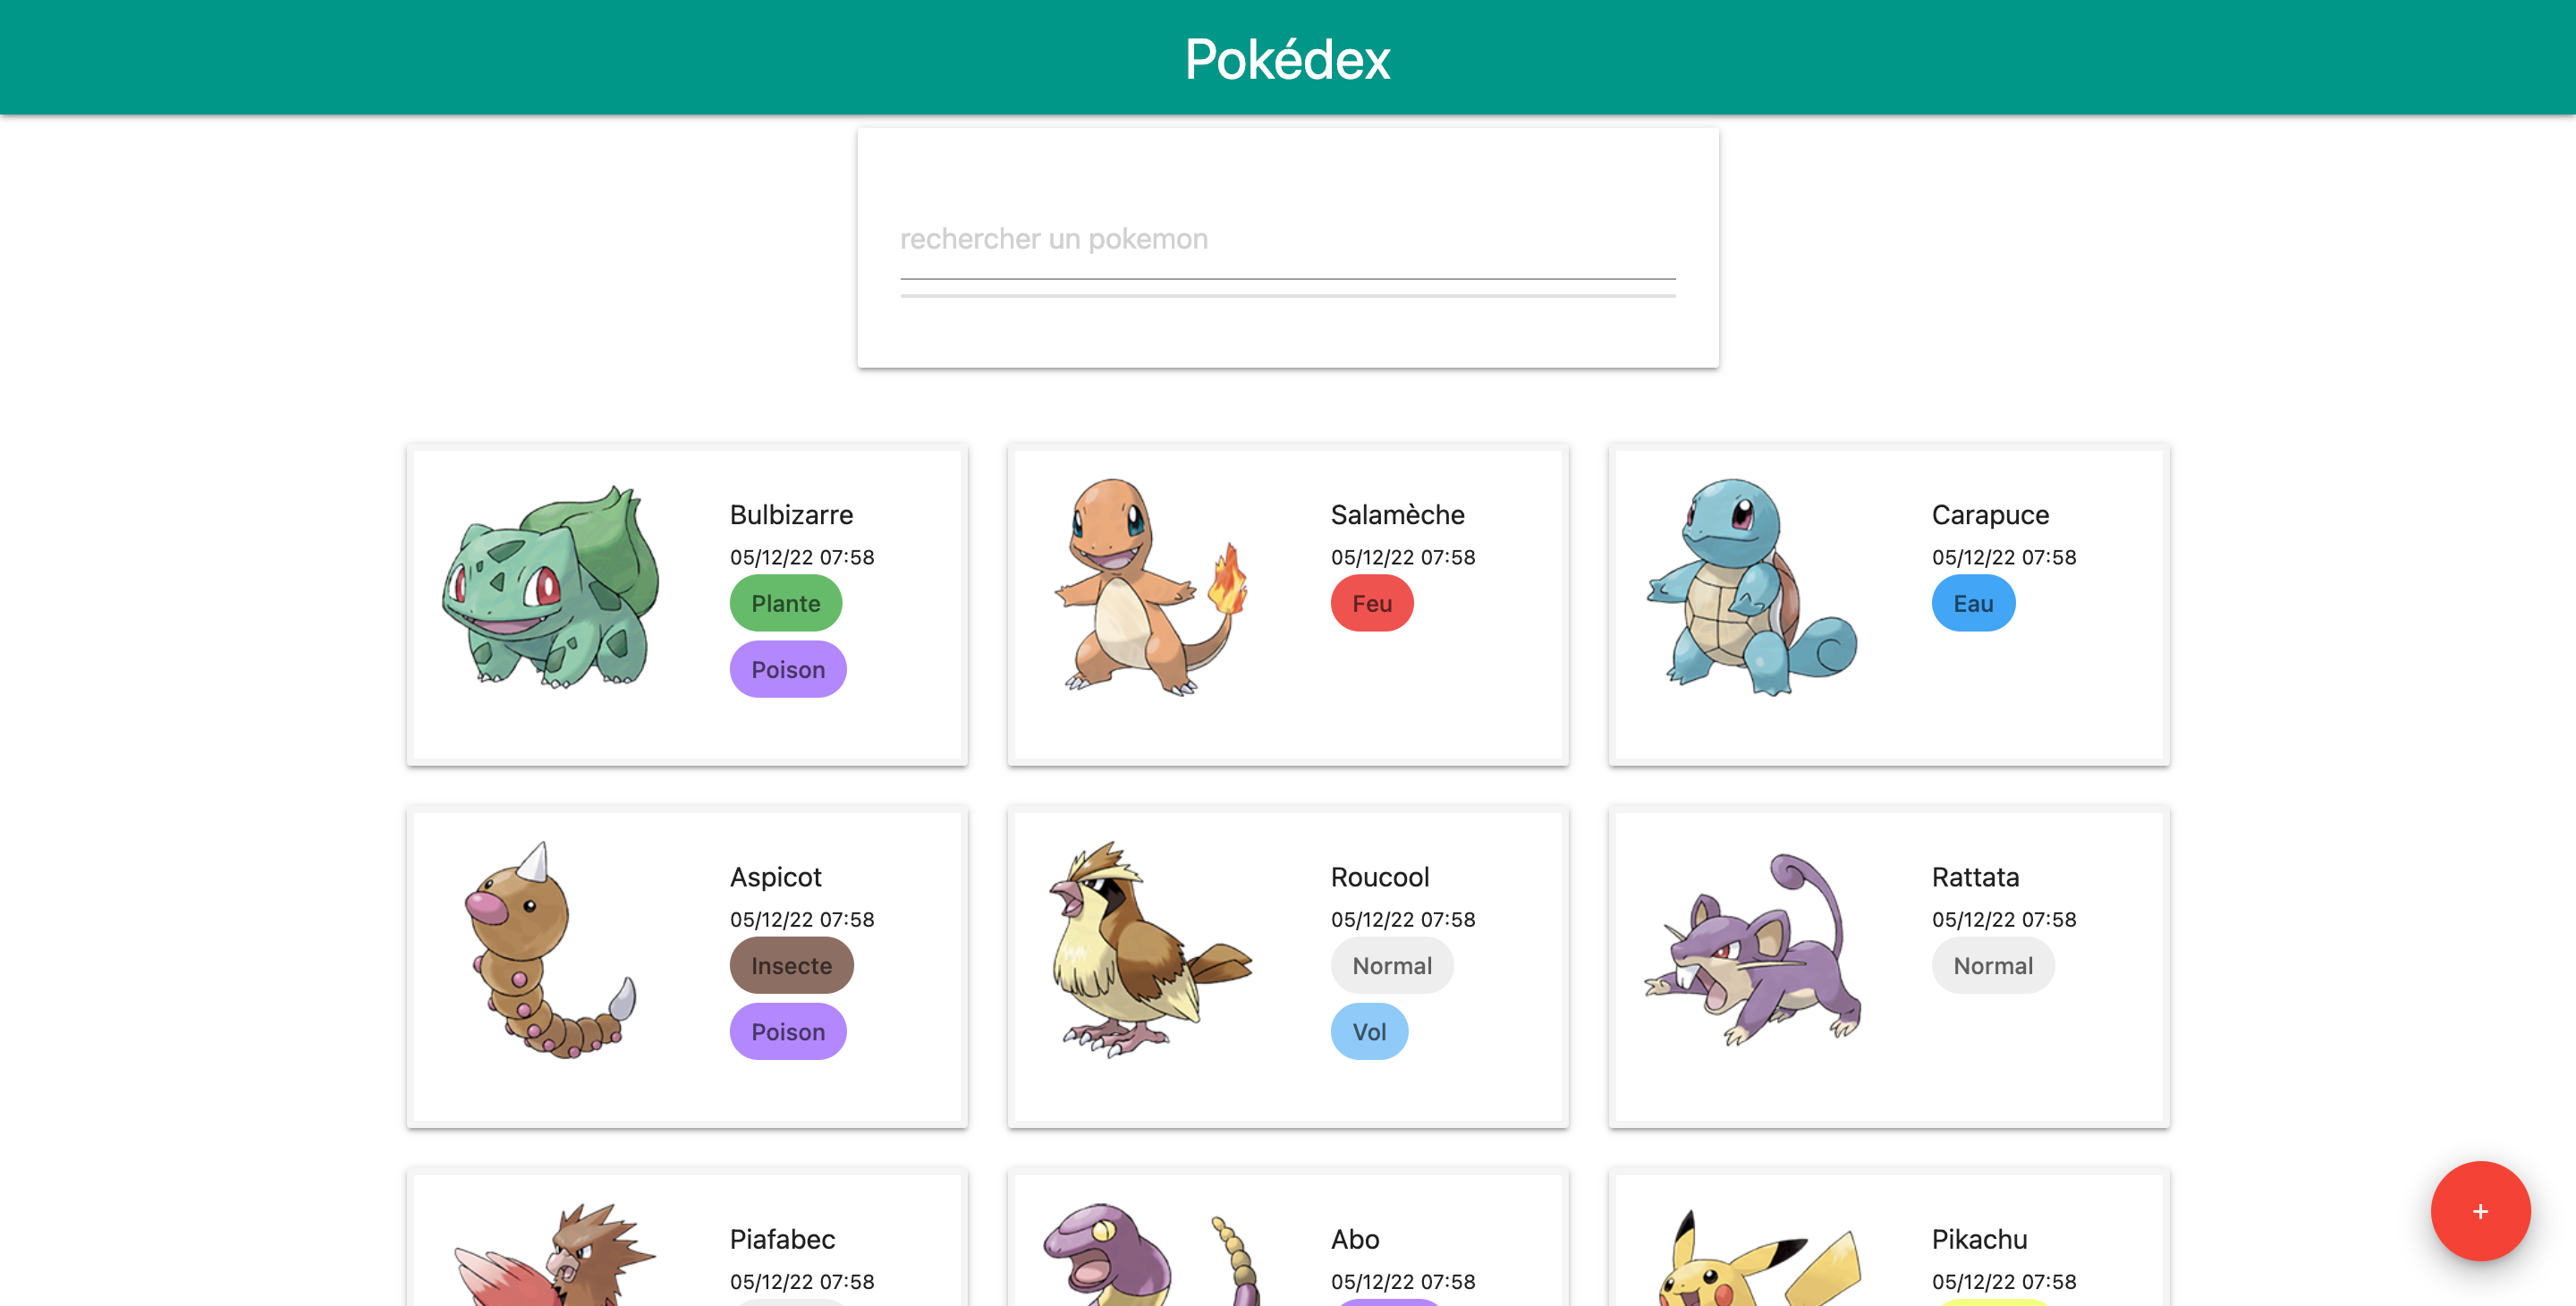 Pokédex
rechercher un pokemon
Bulbizarre
05/12/22 07:58
Plante
Poison
Salamèche
05/12/22 07:58
Feu
Carapuce
05/12/22 07:58
Eau
Aspicot
05/12/22 07:58
Insecte
Poison
Roucool
05/12/22 07:58
Normal
Vol
Rattata
05/12/22 07:58
Normal
Piafabec
05/12/22 07:58
Abo
05/12/22 07:58
Pikachu
05/12/22 07:58
+